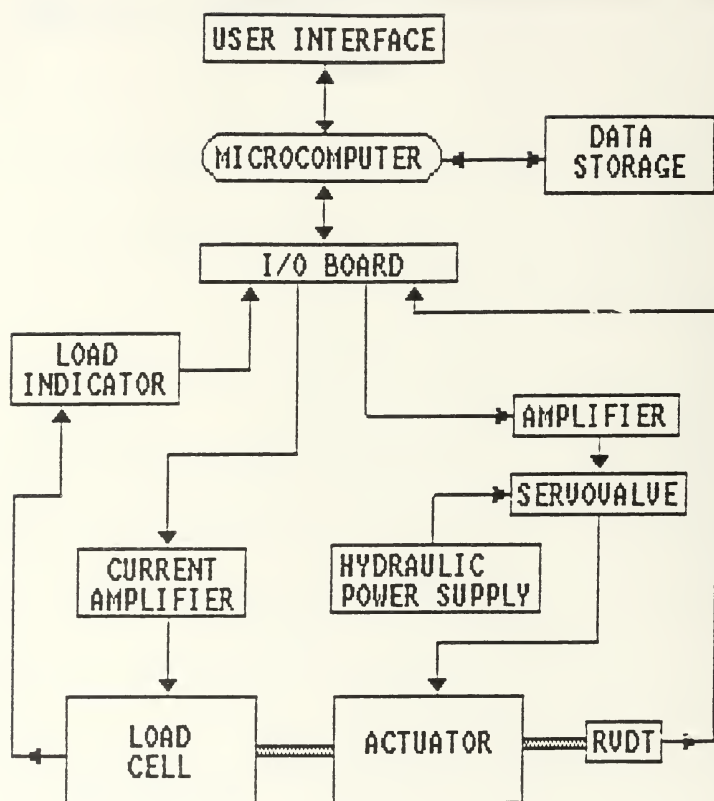 USER INTERFACE
MICROCOMPUTER
DATA
STORAGE
I/O BOARD
LOAD
INDICATOR
AMPLIFIER
SERVOVALVE
CURRENT
AMPLIFIER
HYDRAULIC
POWER SUPPLY
LOAD
CELL
ACTUATOR
RVDT